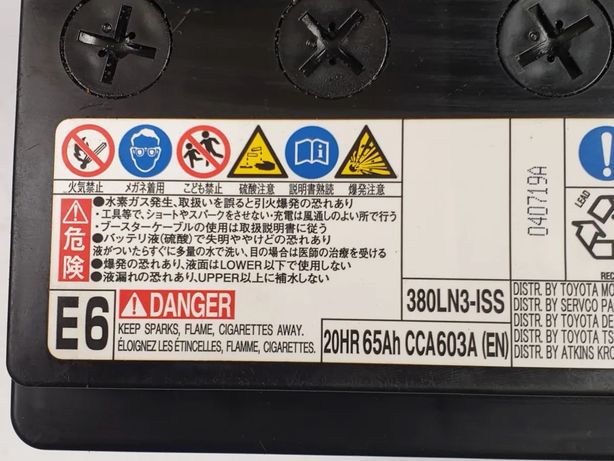 火気禁止 メガネ着用 こども禁止 硫酸注意 説明書熟読 爆発注意
危険
●水素ガス発生、取扱いを誤ると引火爆発の恐れあり
・工具等で、ショートやスパークをさせない・充電は風通しのよい所で行う
・ブースターケーブルの使用は取扱説明書に従う
●バッテリ液(硫酸)で失明ややけどの恐れあり
液がついたらすぐに多量の水で洗い、目の場合は医師の治療を受ける
●爆発の恐れあり、液面はLOWER以下で使用しない
●液漏れの恐れあり、UPPER以上に補水しない
E6
DANGER
KEEP SPARKS, FLAME, CIGARETTES AWAY.
ÉLOIGNEZ LES ÉTINCELLES, FLAMME, CIGARETTES.
380LN3-ISS
20HR 65Ah CCA603A (EN)
040719A
LEAD
DISTR. BY TOYOTA
DISTR. BY SERVCO
DISTR. BY TOYOTA
DISTR. BY TOYOTA
DISTR. BY ATKINS